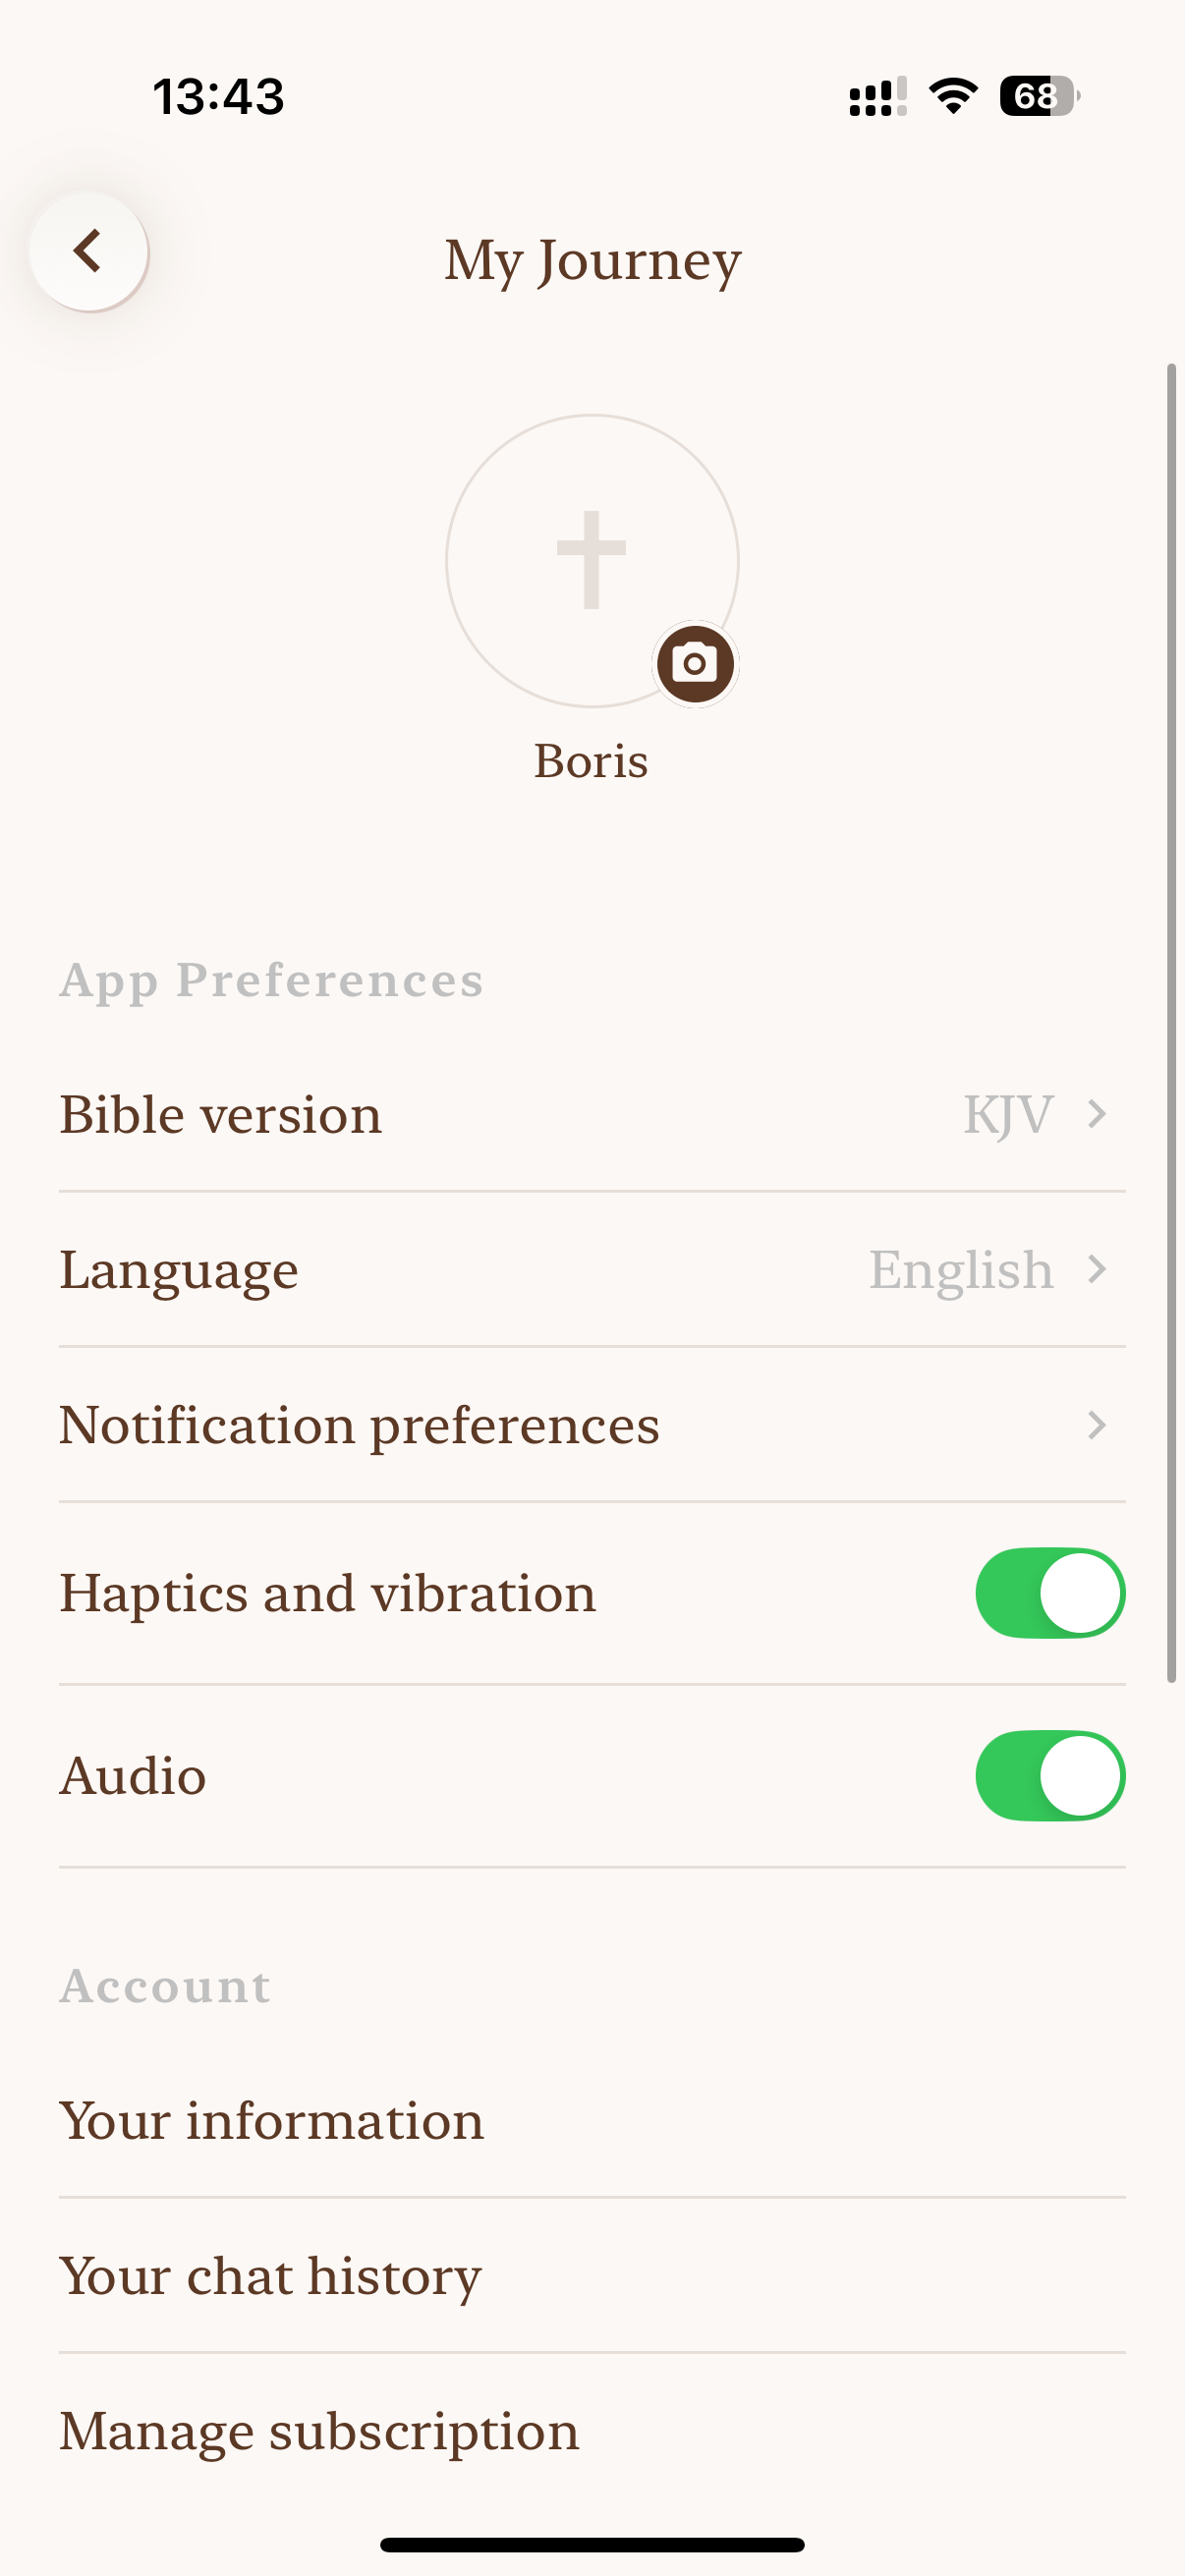 13:43
68
My Journey
Boris
App Preferences
Bible version
KJV
Language
English
Notification preferences
Haptics and vibration
Audio
Account
Your information
Your chat history
Manage subscription